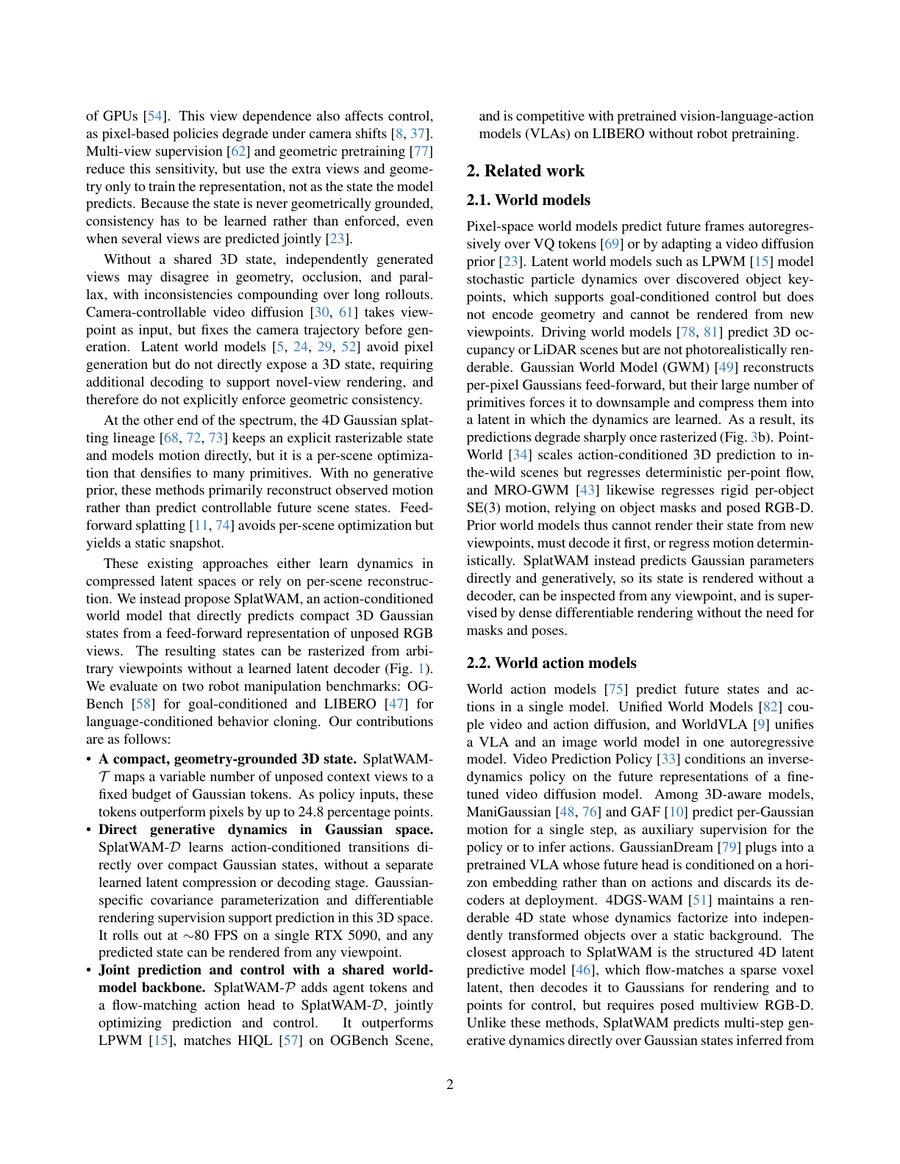 of GPUs [54]. This view dependence also affects control,
as pixel-based policies degrade under camera shifts [8, 37].
Multi-view supervision [62] and geometric pretraining [77]
reduce this sensitivity, but use the extra views and geome-
try only to train the representation, not as the state the model
predicts. Because the state is never geometrically grounded,
consistency has to be learned rather than enforced, even
when several views are predicted jointly [23].
Without a shared 3D state, independently generated
views may disagree in geometry, occlusion, and paral-
lax, with inconsistencies compounding over long rollouts.
Camera-controllable video diffusion [30, 61] takes view-
point as input, but fixes the camera trajectory before gen-
eration. Latent world models [5, 24, 29, 52] avoid pixel
generation but do not directly expose a 3D state, requiring
additional decoding to support novel-view rendering, and
therefore do not explicitly enforce geometric consistency.
At the other end of the spectrum, the 4D Gaussian splat-
ting lineage [68, 72, 73] keeps an explicit rasterizable state
and models motion directly, but it is a per-scene optimiza-
tion that densifies to many primitives. With no generative
prior, these methods primarily reconstruct observed motion
rather than predict controllable future scene states. Feed-
forward splatting [11, 74] avoids per-scene optimization but
yields a static snapshot.
These existing approaches either learn dynamics in
compressed latent spaces or rely on per-scene reconstruc-
tion. We instead propose SplatWAM, an action-conditioned
world model that directly predicts compact 3D Gaussian
states from a feed-forward representation of unposed RGB
views. The resulting states can be rasterized from arbi-
trary viewpoints without a learned latent decoder (Fig. 1).
We evaluate on two robot manipulation benchmarks: OG-
Bench [58] for goal-conditioned and LIBERO [47] for
language-conditioned behavior cloning. Our contributions
are as follows:
• A compact, geometry-grounded 3D state. SplatWAM-
𝒯 maps a variable number of unposed context views to a
fixed budget of Gaussian tokens. As policy inputs, these
tokens outperform pixels by up to 24.8 percentage points.
• Direct generative dynamics in Gaussian space.
SplatWAM-𝒟 learns action-conditioned transitions di-
rectly over compact Gaussian states, without a separate
learned latent compression or decoding stage. Gaussian-
specific covariance parameterization and differentiable
rendering supervision support prediction in this 3D space.
It rolls out at ∼80 FPS on a single RTX 5090, and any
predicted state can be rendered from any viewpoint.
• Joint prediction and control with a shared world-
model backbone. SplatWAM-𝒫 adds agent tokens and
a flow-matching action head to SplatWAM-𝒟, jointly
optimizing prediction and control. It outperforms
LPWM [15], matches HIQL [57] on OGBench Scene,
and is competitive with pretrained vision-language-action
models (VLAs) on LIBERO without robot pretraining.
2. Related work
2.1. World models
Pixel-space world models predict future frames autoregres-
sively over VQ tokens [69] or by adapting a video diffusion
prior [23]. Latent world models such as LPWM [15] model
stochastic particle dynamics over discovered object key-
points, which supports goal-conditioned control but does
not encode geometry and cannot be rendered from new
viewpoints. Driving world models [78, 81] predict 3D oc-
cupancy or LiDAR scenes but are not photorealistically ren-
derable. Gaussian World Model (GWM) [49] reconstructs
per-pixel Gaussians feed-forward, but their large number of
primitives forces it to downsample and compress them into
a latent in which the dynamics are learned. As a result, its
predictions degrade sharply once rasterized (Fig. 3b). Point-
World [34] scales action-conditioned 3D prediction to in-
the-wild scenes but regresses deterministic per-point flow,
and MRO-GWM [43] likewise regresses rigid per-object
SE(3) motion, relying on object masks and posed RGB-D.
Prior world models thus cannot render their state from new
viewpoints, must decode it first, or regress motion determin-
istically. SplatWAM instead predicts Gaussian parameters
directly and generatively, so its state is rendered without a
decoder, can be inspected from any viewpoint, and is super-
vised by dense differentiable rendering without the need for
masks and poses.
2.2. World action models
World action models [75] predict future states and ac-
tions in a single model. Unified World Models [82] cou-
ple video and action diffusion, and WorldVLA [9] unifies
a VLA and an image world model in one autoregressive
model. Video Prediction Policy [33] conditions an inverse-
dynamics policy on the future representations of a fine-
tuned video diffusion model. Among 3D-aware models,
ManiGaussian [48, 76] and GAF [10] predict per-Gaussian
motion for a single step, as auxiliary supervision for the
policy or to infer actions. GaussianDream [79] plugs into a
pretrained VLA whose future head is conditioned on a hori-
zon embedding rather than on actions and discards its de-
coders at deployment. 4DGS-WAM [51] maintains a ren-
derable 4D state whose dynamics factorize into indepen-
dently transformed objects over a static background. The
closest approach to SplatWAM is the structured 4D latent
predictive model [46], which flow-matches a sparse voxel
latent, then decodes it to Gaussians for rendering and to
points for control, but requires posed multiview RGB-D.
Unlike these methods, SplatWAM predicts multi-step gen-
erative dynamics directly over Gaussian states inferred from
2